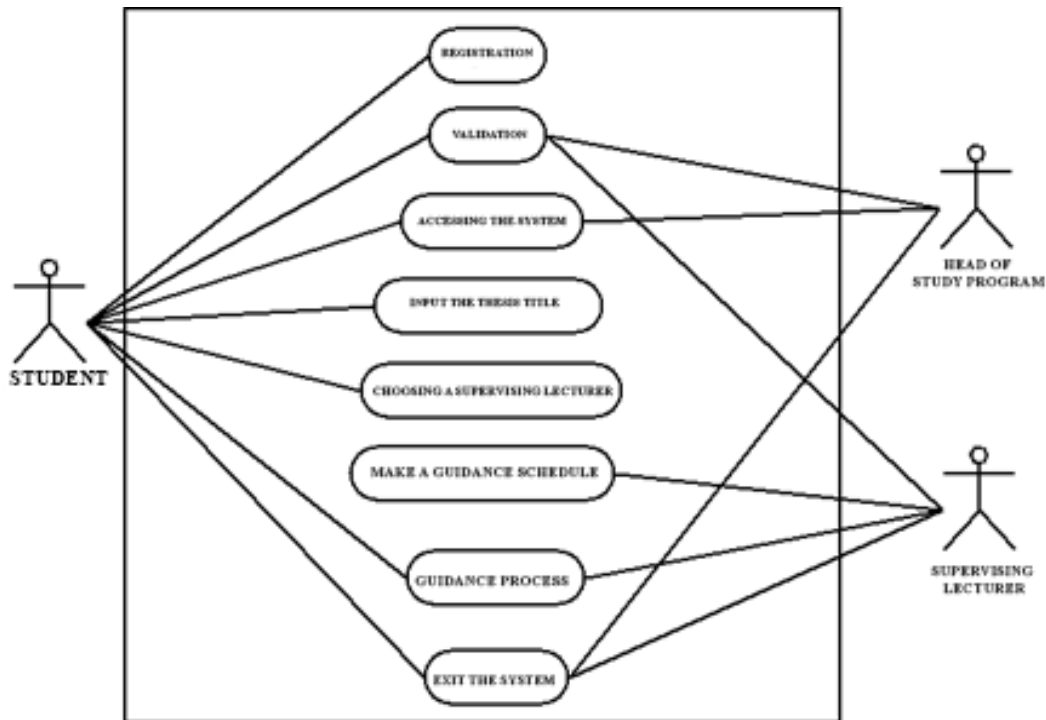 REGISTRATION
VALIDATION
ACCESSING THE SYSTEM
INPUT THE THESIS TITLE
CHOOSING A SUPERVISING LECTURER
MAKE A GUIDANCE SCHEDULE
GUIDANCE PROCESS
EXIT THE SYSTEM
STUDENT
HEAD OF
STUDY PROGRAM
SUPERVISING
LECTURER